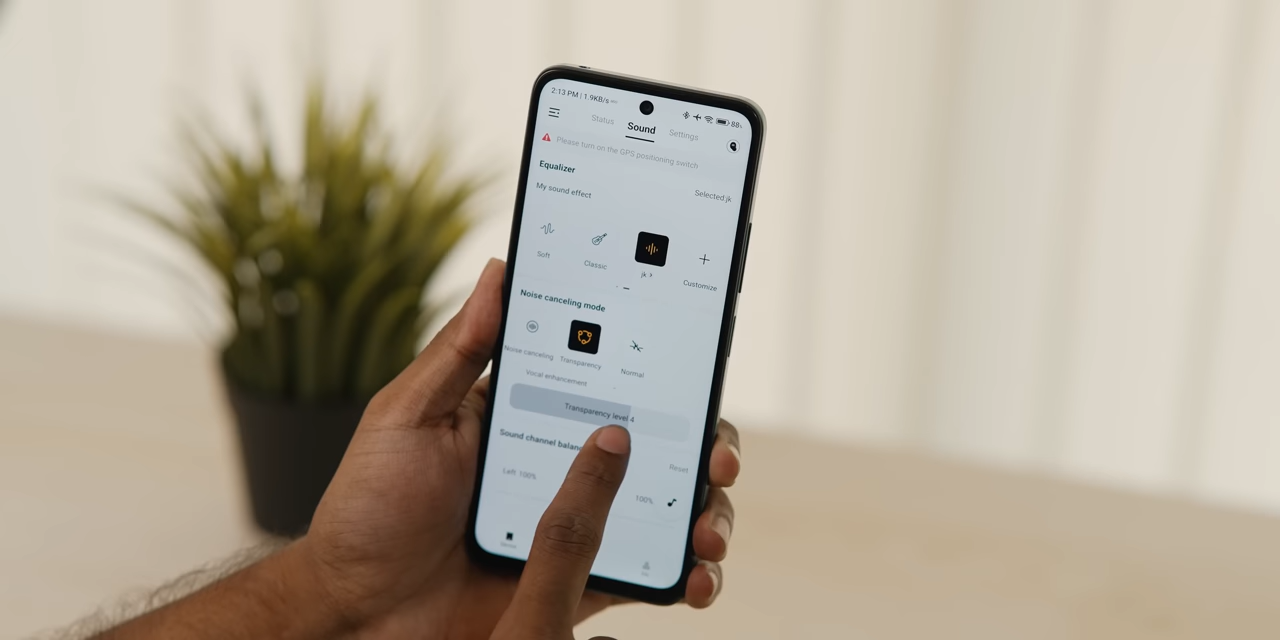 2:13 PM | 1.9KB/s
88%
Status Sound Settings
Please turn on the GPS positioning switch
Equalizer
My sound effect Selected:jk
Soft Classic jk > Customize
Noise canceling mode
Noise canceling Transparency Normal
Vocal enhancement
Transparency level 4
Sound channel
Reset
Left 100%
100%